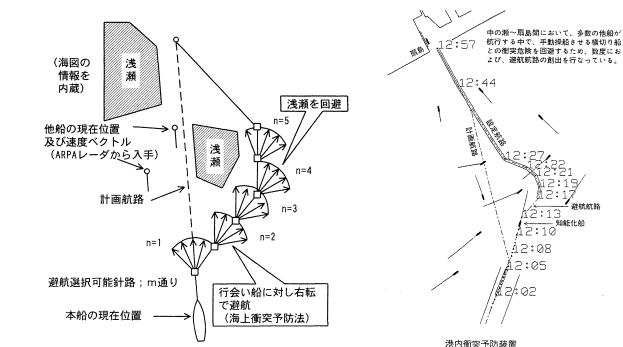 (海図の
情報を
内蔵)
浅
瀬
浅瀬を回避
n=5
他船の現在位置
及び速度ベクトル
(ARPAレーダから入手)
浅
瀬
n=4
計画航路
n=3
n=2
n=1
避航選択可能針路；m通り
行会い船に対し右転
で避航
(海上衝突予防法)
本船の現在位置
中の瀬～扇島間において、多数の他船が
航行する中で、手動操船させる横切り船
との衝突危険を回避するため、数度にお
よび、避航航路の創出を行なっている。
扇島
12:57
12:44
設定航路
計画航路
12:27
12:22
12:21
12:19
12:17
避航航路
12:13
知能化船
12:10
12:08
12:05
12:02
港内衝突予防装置